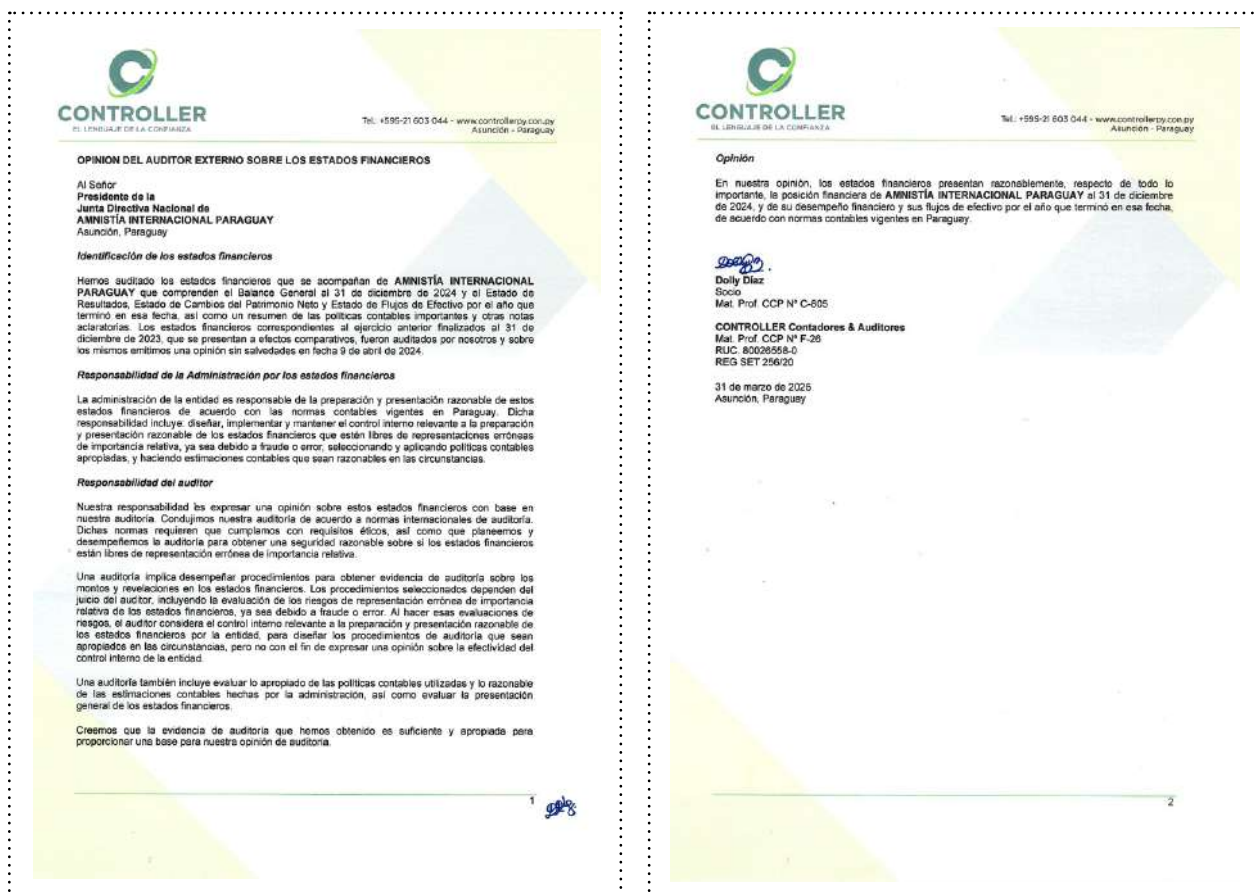 CONTROLLER
EL LENGUAJE DE LA CONFIANZA
Tel.: +595-21 603 044 - www.controllerpy.con.py
Asunción - Paraguay
OPINION DEL AUDITOR EXTERNO SOBRE LOS ESTADOS FINANCIEROS
Al Señor
Presidente de la
Junta Directiva Nacional de
AMNISTÍA INTERNACIONAL PARAGUAY
Asunción, Paraguay
Identificación de los estados financieros
Hemos auditado los estados financieros que se acompañan de AMNISTÍA INTERNACIONAL
PARAGUAY que comprenden el Balance General al 31 de diciembre de 2024 y el Estado de
Resultados, Estado de Cambios del Patrimonio Neto y Estado de Flujos de Efectivo por el año que
terminó en esa fecha, así como un resumen de las políticas contables importantes y otras notas
aclaratorias. Los estados financieros correspondientes al ejercicio anterior finalizados al 31 de
diciembre de 2023, que se presentan a efectos comparativos, fueron auditados por nosotros y sobre
los mismos emitimos una opinión sin salvedades en fecha 9 de abril de 2024.
Responsabilidad de la Administración por los estados financieros
La administración de la entidad es responsable de la preparación y presentación razonable de estos
estados financieros de acuerdo con las normas contables vigentes en Paraguay. Dicha
responsabilidad incluye: diseñar, implementar y mantener el control interno relevante a la preparación
y presentación razonable de los estados financieros que estén libres de representaciones erróneas
de importancia relativa, ya sea debido a fraude o error, seleccionando y aplicando políticas contables
apropiadas, y haciendo estimaciones contables que sean razonables en las circunstancias.
Responsabilidad del auditor
Nuestra responsabilidad es expresar una opinión sobre estos estados financieros con base en
nuestra auditoría. Condujimos nuestra auditoría de acuerdo a normas internacionales de auditoría.
Dichas normas requieren que cumplamos con requisitos éticos, así como que planeemos y
desempeñemos la auditoría para obtener una seguridad razonable sobre si los estados financieros
están libres de representación errónea de importancia relativa.
Una auditoría implica desempeñar procedimientos para obtener evidencia de auditoría sobre los
montos y revelaciones en los estados financieros. Los procedimientos seleccionados dependen del
juicio del auditor, incluyendo la evaluación de los riesgos de representación errónea de importancia
relativa de los estados financieros, ya sea debido a fraude o error. Al hacer esas evaluaciones de
riesgos, el auditor considera el control interno relevante a la preparación y presentación razonable de
los estados financieros por la entidad, para diseñar los procedimientos de auditoría que sean
apropiados en las circunstancias, pero no con el fin de expresar una opinión sobre la efectividad del
control interno de la entidad.
Una auditoría también incluye evaluar lo apropiado de las políticas contables utilizadas y lo razonable
de las estimaciones contables hechas por la administración, así como evaluar la presentación
general de los estados financieros.
Creemos que la evidencia de auditoría que hemos obtenido es suficiente y apropiada para
proporcionar una base para nuestra opinión de auditoría.
1
CONTROLLER
EL LENGUAJE DE LA CONFIANZA
Tel.: +595-21 603 044 - www.controllerpy.con.py
Asunción - Paraguay
Opinión
En nuestra opinión, los estados financieros presentan razonablemente, respecto de todo lo
importante, la posición financiera de AMNISTÍA INTERNACIONAL PARAGUAY al 31 de diciembre
de 2024, y de su desempeño financiero y sus flujos de efectivo por el año que terminó en esa fecha,
de acuerdo con normas contables vigentes en Paraguay.
Dolly Díaz
Socio
Mat. Prof. CCP N° C-605
CONTROLLER Contadores & Auditores
Mat. Prof. CCP N° F-26
RUC. 80026558-0
REG SET 256/20
31 de marzo de 2025
Asunción, Paraguay
2